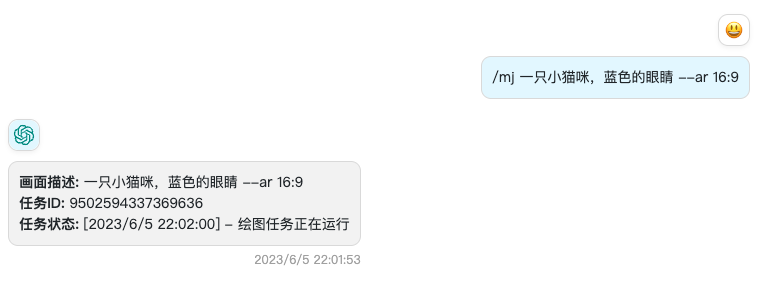 /mj 一只小猫咪，蓝色的眼睛 --ar 16:9
画面描述: 一只小猫咪，蓝色的眼睛 --ar 16:9
任务ID: 9502594337369636
任务状态: [2023/6/5 22:02:00] - 绘图任务正在运行
2023/6/5 22:01:53